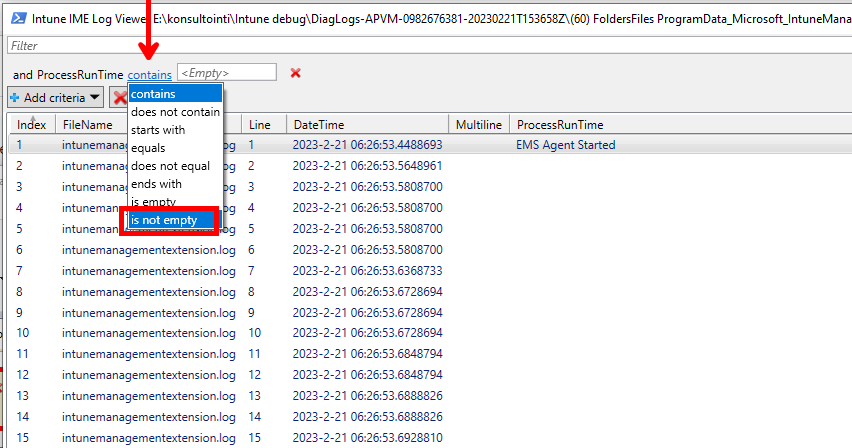 Intune IME Log Viewer E:\konsultointi\Intune debug\DiagLogs-APVM-0982676381-20230221T153658Z\(60) FoldersFiles ProgramData_Microsoft_IntuneMana
Filter
and ProcessRunTime contains <Empty>
Add criteria
contains
does not contain
starts with
equals
does not equal
ends with
is empty
is not empty
Index FileName Line DateTime Multiline ProcessRunTime
1 intunemanagementextension.log 1 2023-2-21 06:26:53.4488693 EMS Agent Started
2 intunemanagementextension.log 2 2023-2-21 06:26:53.5648961
3 intunemanagementextension.log 3 2023-2-21 06:26:53.5808700
4 intunemanagementextension.log 4 2023-2-21 06:26:53.5808700
5 intunemanagementextension.log 5 2023-2-21 06:26:53.5808700
6 intunemanagementextension.log 6 2023-2-21 06:26:53.5808700
7 intunemanagementextension.log 7 2023-2-21 06:26:53.6368733
8 intunemanagementextension.log 8 2023-2-21 06:26:53.6728694
9 intunemanagementextension.log 9 2023-2-21 06:26:53.6728694
10 intunemanagementextension.log 10 2023-2-21 06:26:53.6728694
11 intunemanagementextension.log 11 2023-2-21 06:26:53.6848794
12 intunemanagementextension.log 12 2023-2-21 06:26:53.6848794
13 intunemanagementextension.log 13 2023-2-21 06:26:53.6888826
14 intunemanagementextension.log 14 2023-2-21 06:26:53.6888826
15 intunemanagementextension.log 15 2023-2-21 06:26:53.6928810